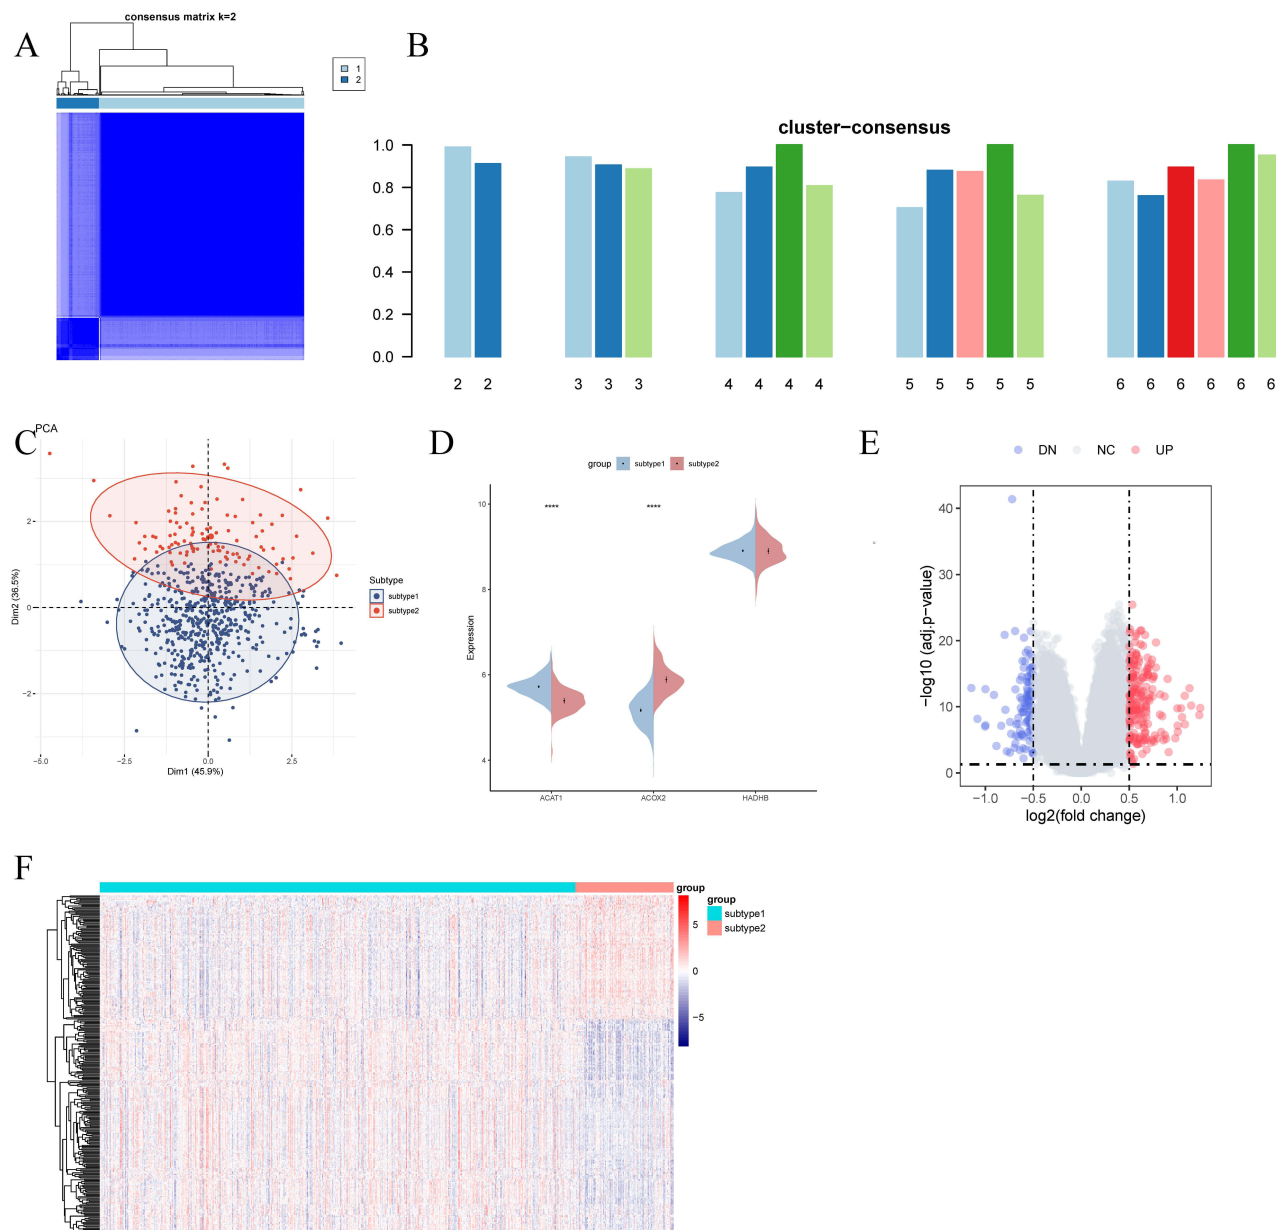 A
consensus matrix k=2
1
2
B
cluster-consensus
1.0
0.8
0.6
0.4
0.2
0.0
2 2 3 3 3 4 4 4 4 5 5 5 5 5 6 6 6 6 6 6
C
PCA
Dim2 (36.5%)
2
0
-2
-5.0 -2.5 0.0 2.5
Dim1 (45.9%)
Subtype
subtype1
subtype2
D
group subtype1 subtype2
**** ****
Expression
10
8
6
4
ACAT1 ACOX2 HADHB
E
DN NC UP
-log10 (adj.p-value)
40
30
20
10
0
-1.0 -0.5 0.0 0.5 1.0
log2(fold change)
F
group
5
0
-5
group
subtype1
subtype2